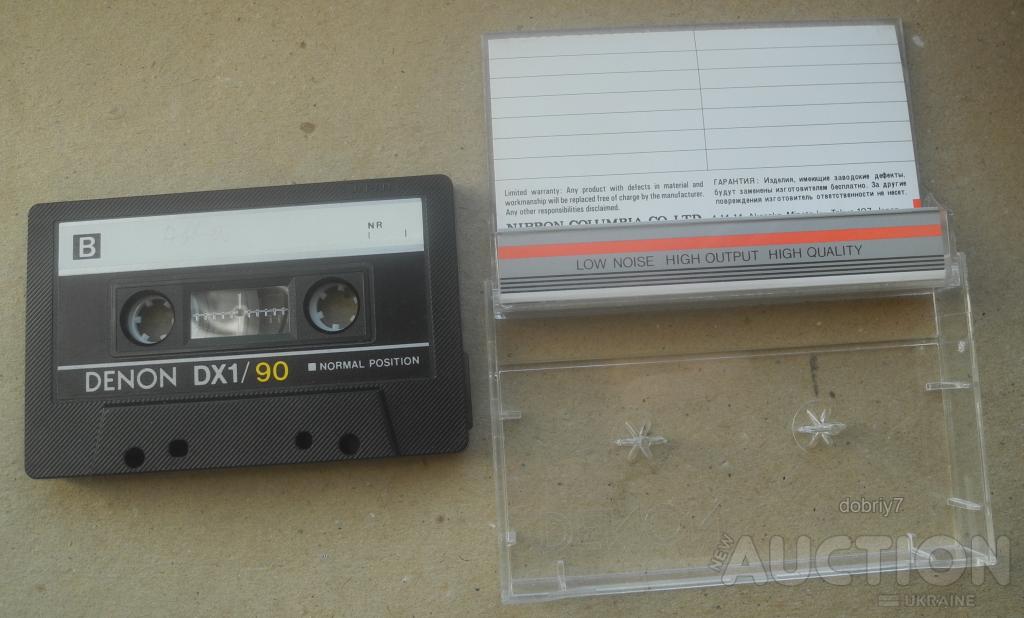 B
NR
DENON DX1/90 ■ NORMAL POSITION
Limited warranty: Any product with defects in material and
workmanship will be replaced free of charge by the manufacturer.
Any other responsibilities disclaimed.
NIPPON COLUMBIA CO. LTD.
ГАРАНТИЯ: Изделия, имеющие заводские дефекты,
будут заменены изготовителем бесплатно. За другие
повреждения изготовитель ответственности не несет.
LOW NOISE HIGH OUTPUT HIGH QUALITY
DENON
dobriy7
NEW AUCTION
UKRAINE